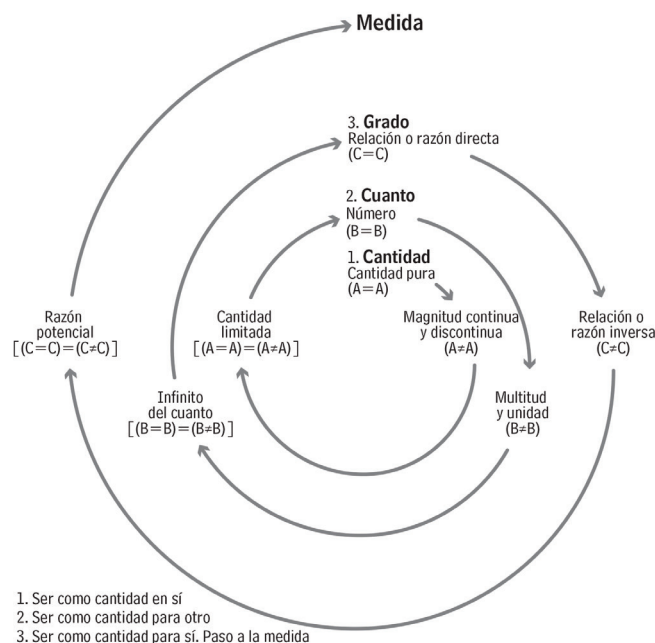 Medida
3. Grado
Relación o razón directa
(C=C)
2. Cuanto
Número
(B=B)
1. Cantidad
Cantidad pura
(A=A)
Razón
potencial
[(C=C)=(C≠C)]
Cantidad
limitada
[(A=A)=(A≠A)]
Magnitud continua
y discontinua
(A≠A)
Relación o
razón inversa
(C≠C)
Infinito
del cuanto
[(B=B)=(B≠B)]
Multitud
y unidad
(B≠B)
1. Ser como cantidad en sí
2. Ser como cantidad para otro
3. Ser como cantidad para sí. Paso a la medida